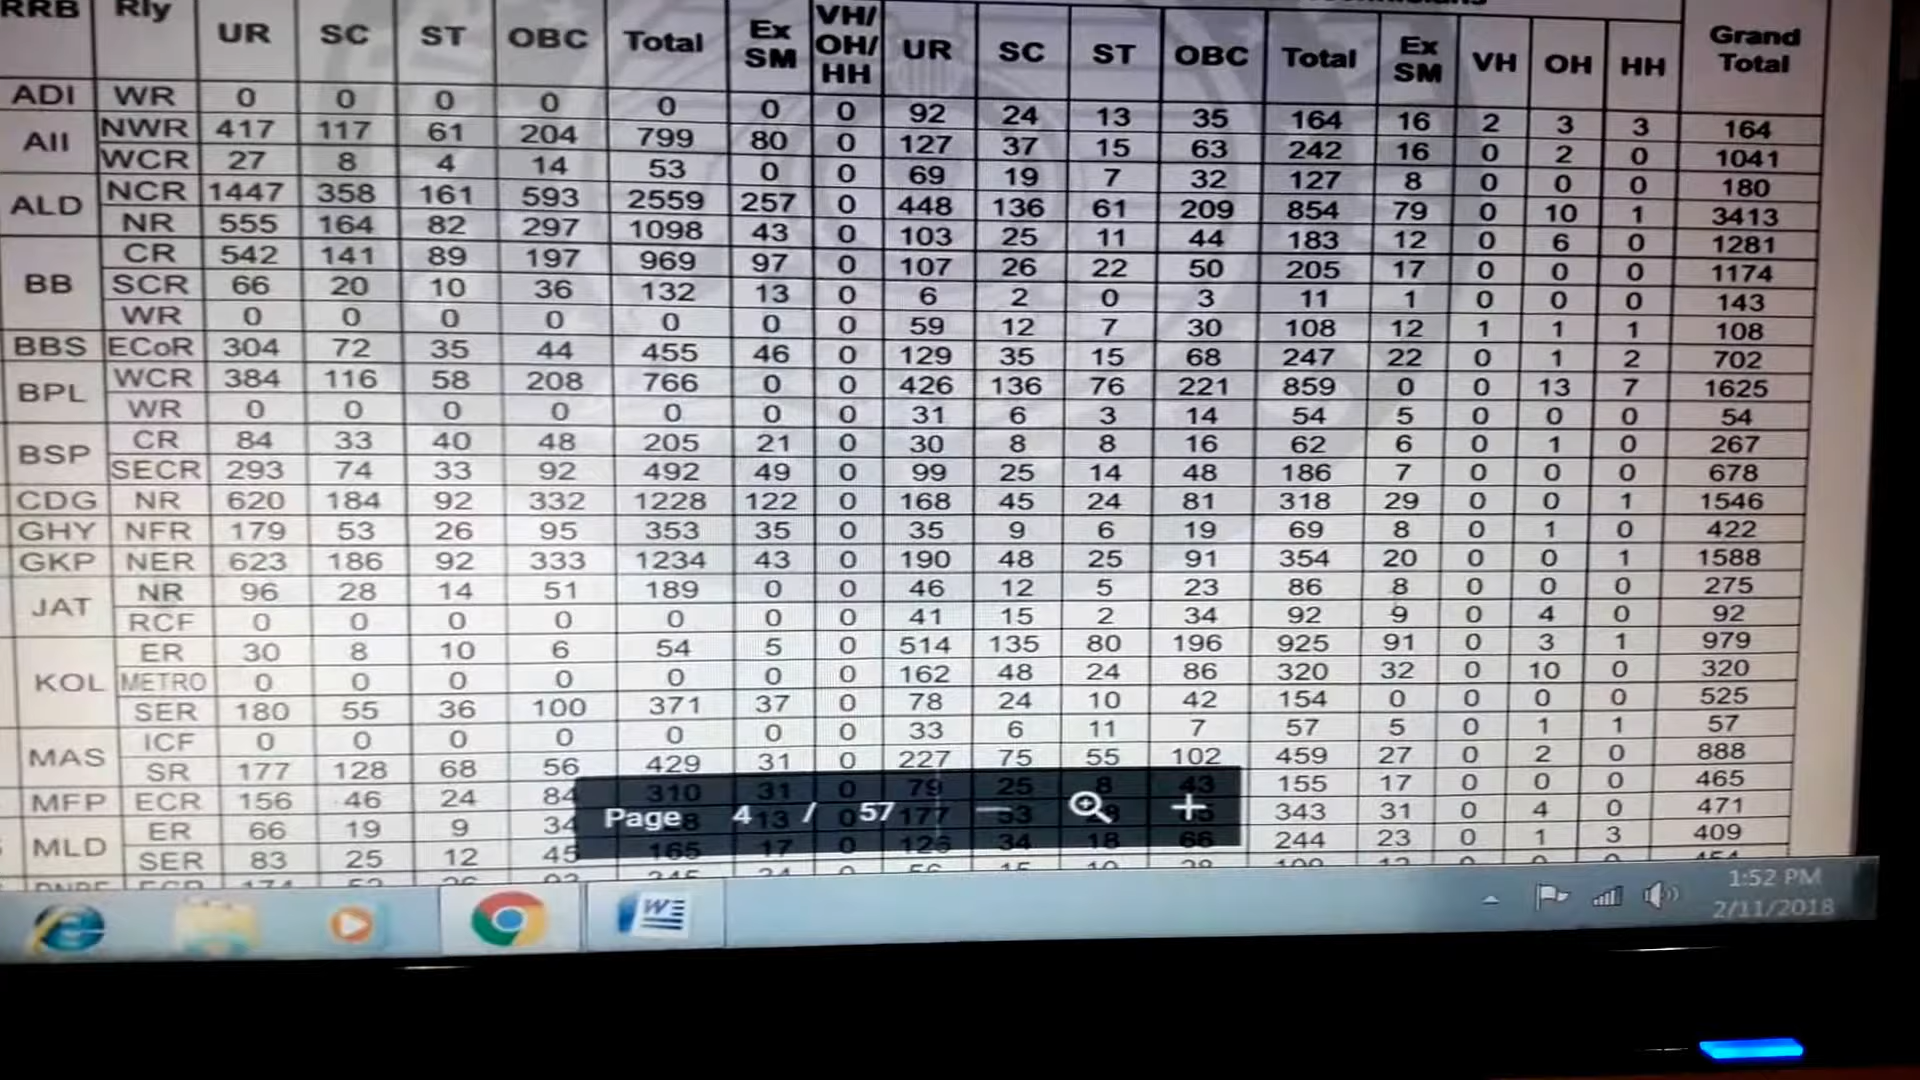 RRB Rly UR SC ST OBC Total Ex SM VH/ OH/ HH UR SC ST OBC Total Ex SM VH OH HH Grand Total
ADI WR 0 0 0 0 0 0 0 92 24 13 35 164 16 2 3 3 164
AII NWR 417 117 61 204 799 80 0 127 37 15 63 242 16 0 2 0 1041
WCR 27 8 4 14 53 0 0 69 19 7 32 127 8 0 0 0 180
ALD NCR 1447 358 161 593 2559 257 0 448 136 61 209 854 79 0 10 1 3413
NR 555 164 82 297 1098 43 0 103 25 11 44 183 12 0 6 0 1281
BB CR 542 141 89 197 969 97 0 107 26 22 50 205 17 0 0 0 1174
SCR 66 20 10 36 132 13 0 6 2 0 3 11 1 0 0 0 143
WR 0 0 0 0 0 0 0 59 12 7 30 108 12 1 1 1 108
BBS ECoR 304 72 35 44 455 46 0 129 35 15 68 247 22 0 1 2 702
BPL WCR 384 116 58 208 766 0 0 426 136 76 221 859 0 0 13 7 1625
WR 0 0 0 0 0 0 0 31 6 3 14 54 5 0 0 0 54
BSP CR 84 33 40 48 205 21 0 30 8 8 16 62 6 0 1 0 267
SECR 293 74 33 92 492 49 0 99 25 14 48 186 7 0 0 0 678
CDG NR 620 184 92 332 1228 122 0 168 45 24 81 318 29 0 0 1 1546
GHY NFR 179 53 26 95 353 35 0 35 9 6 19 69 8 0 1 0 422
GKP NER 623 186 92 333 1234 43 0 190 48 25 91 354 20 0 0 1 1588
JAT NR 96 28 14 51 189 0 0 46 12 5 23 86 8 0 0 0 275
RCF 0 0 0 0 0 0 0 41 15 2 34 92 9 0 4 0 92
KOL ER 30 8 10 6 54 5 0 514 135 80 196 925 91 0 3 1 979
METRO 0 0 0 0 0 0 0 162 48 24 86 320 32 0 10 0 320
SER 180 55 36 100 371 37 0 78 24 10 42 154 0 0 0 0 525
MAS ICF 0 0 0 0 0 0 0 33 6 11 7 57 5 0 1 1 57
SR 177 128 68 56 429 31 0 227 75 55 102 459 27 0 2 0 888
MFP ECR 156 46 24 84 310 31 0 79 25 8 43 155 17 0 0 0 465
MLD ER 66 19 9 34 13 0 177 53 343 31 0 4 0 471
SER 83 25 12 45 165 17 0 126 34 18 66 244 23 0 1 3 409
Page 4 / 57
1:52 PM
2/11/2018